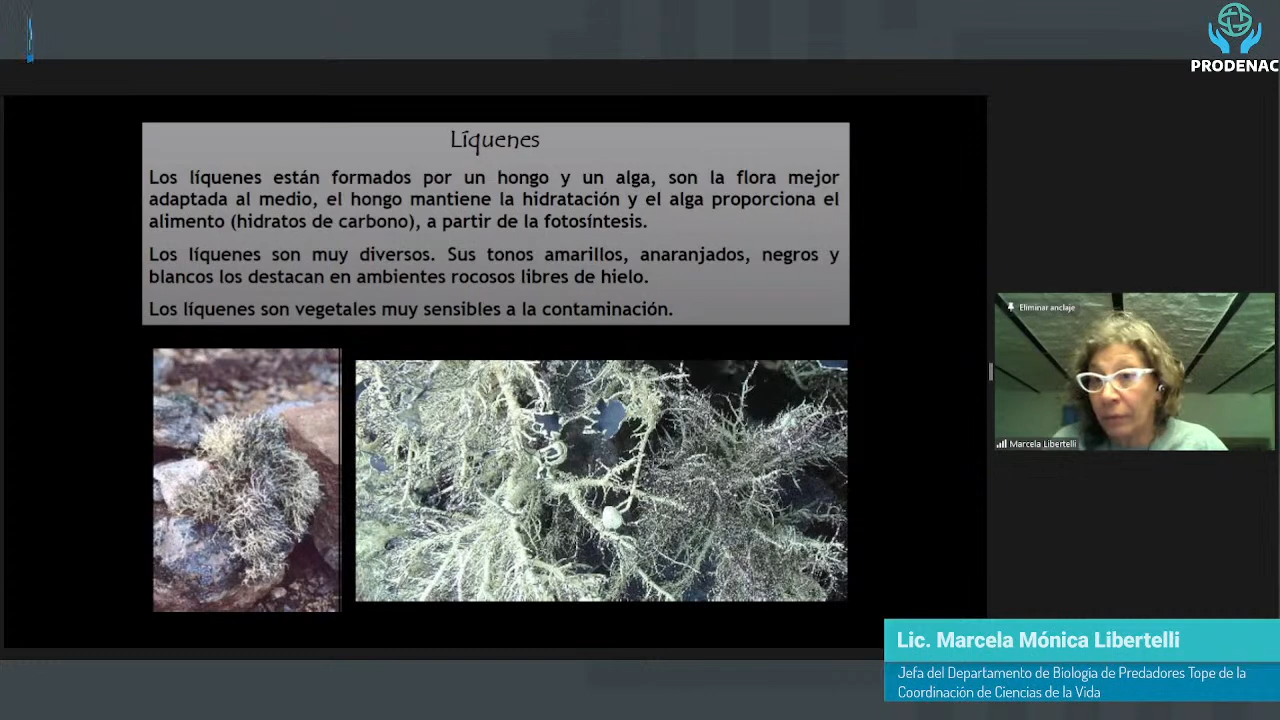 PRODENAC
Líquenes
Los líquenes están formados por un hongo y un alga, son la flora mejor
adaptada al medio, el hongo mantiene la hidratación y el alga proporciona el
alimento (hidratos de carbono), a partir de la fotosíntesis.
Los líquenes son muy diversos. Sus tonos amarillos, anaranjados, negros y
blancos los destacan en ambientes rocosos libres de hielo.
Los líquenes son vegetales muy sensibles a la contaminación.
Eliminar anclaje
Marcela Libertelli
Lic. Marcela Mónica Libertelli
Jefa del Departamento de Biología de Predadores Tope de la
Coordinación de Ciencias de la Vida